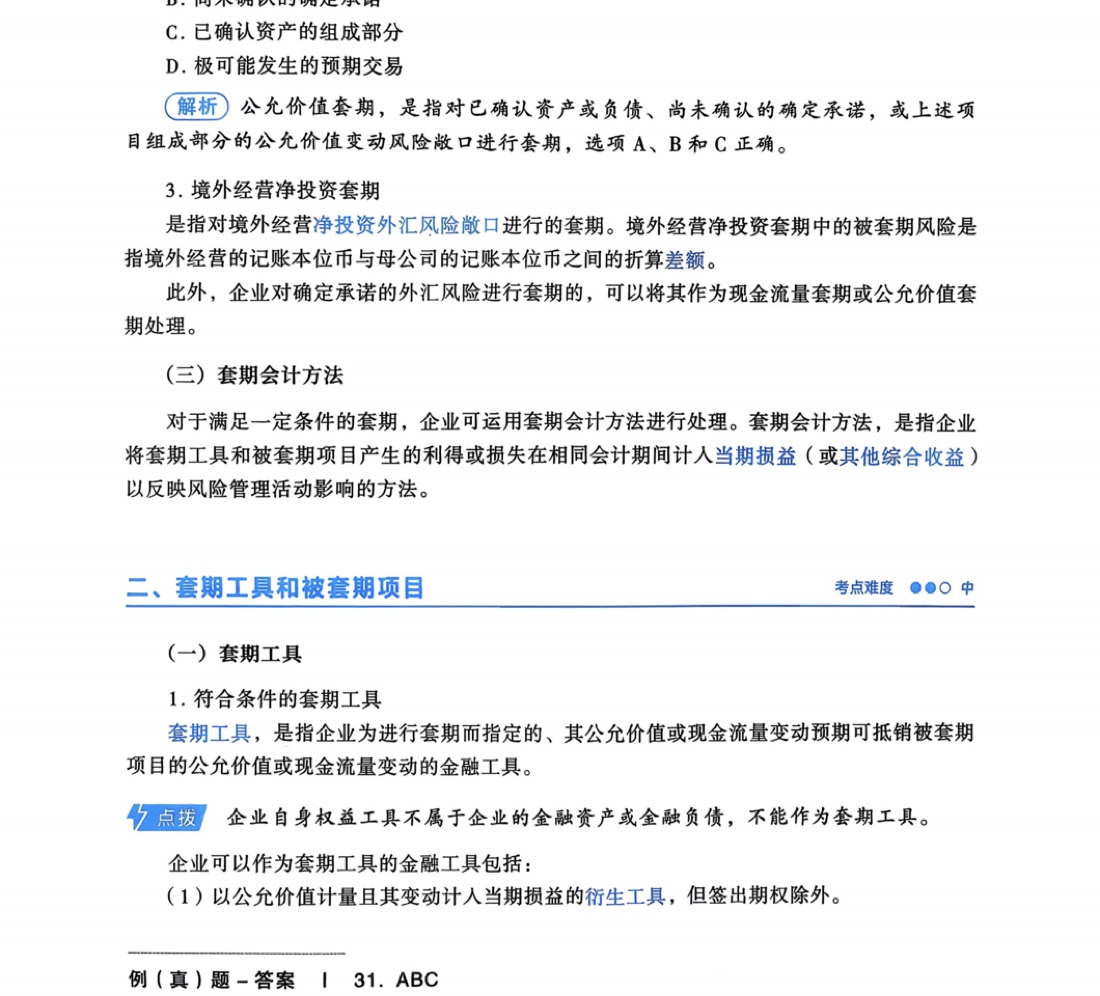 B. 尚未确认的确定承诺
C. 已确认资产的组成部分
D. 极可能发生的预期交易
解析 公允价值套期，是指对已确认资产或负债、尚未确认的确定承诺，或上述项
目组成部分的公允价值变动风险敞口进行套期，选项 A、B 和 C 正确。
3. 境外经营净投资套期
是指对境外经营净投资外汇风险敞口进行的套期。境外经营净投资套期中的被套期风险是
指境外经营的记账本位币与母公司的记账本位币之间的折算差额。
此外，企业对确定承诺的外汇风险进行套期的，可以将其作为现金流量套期或公允价值套
期处理。
（三）套期会计方法
对于满足一定条件的套期，企业可运用套期会计方法进行处理。套期会计方法，是指企业
将套期工具和被套期项目产生的利得或损失在相同会计期间计入当期损益（或其他综合收益）
以反映风险管理活动影响的方法。
二、套期工具和被套期项目 考点难度 中
（一）套期工具
1. 符合条件的套期工具
套期工具，是指企业为进行套期而指定的、其公允价值或现金流量变动预期可抵销被套期
项目的公允价值或现金流量变动的金融工具。
点拨 企业自身权益工具不属于企业的金融资产或金融负债，不能作为套期工具。
企业可以作为套期工具的金融工具包括：
（1）以公允价值计量且其变动计入当期损益的衍生工具，但签出期权除外。
例（真）题－答案 | 31. ABC